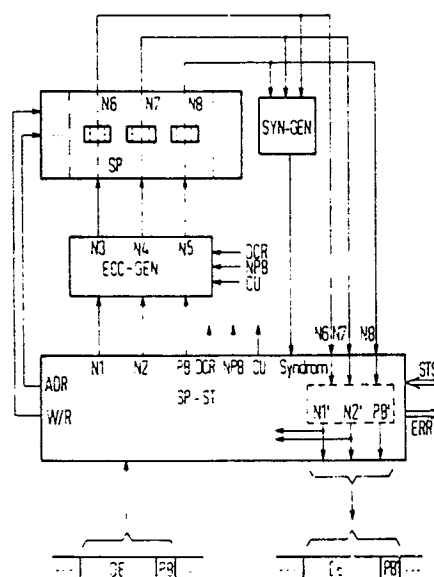 N6 N7 N8
SYN-GEN
SP
N3 N4 N5
ECC-GEN
DCR
NPB
CU
N6 N7 N8
N1 N2 PB DCR NPB CU Syndrom
SP-ST
STS
ADR
W/R
N1' N2' PB'
ERR
... DE PB ...
... PB' ...